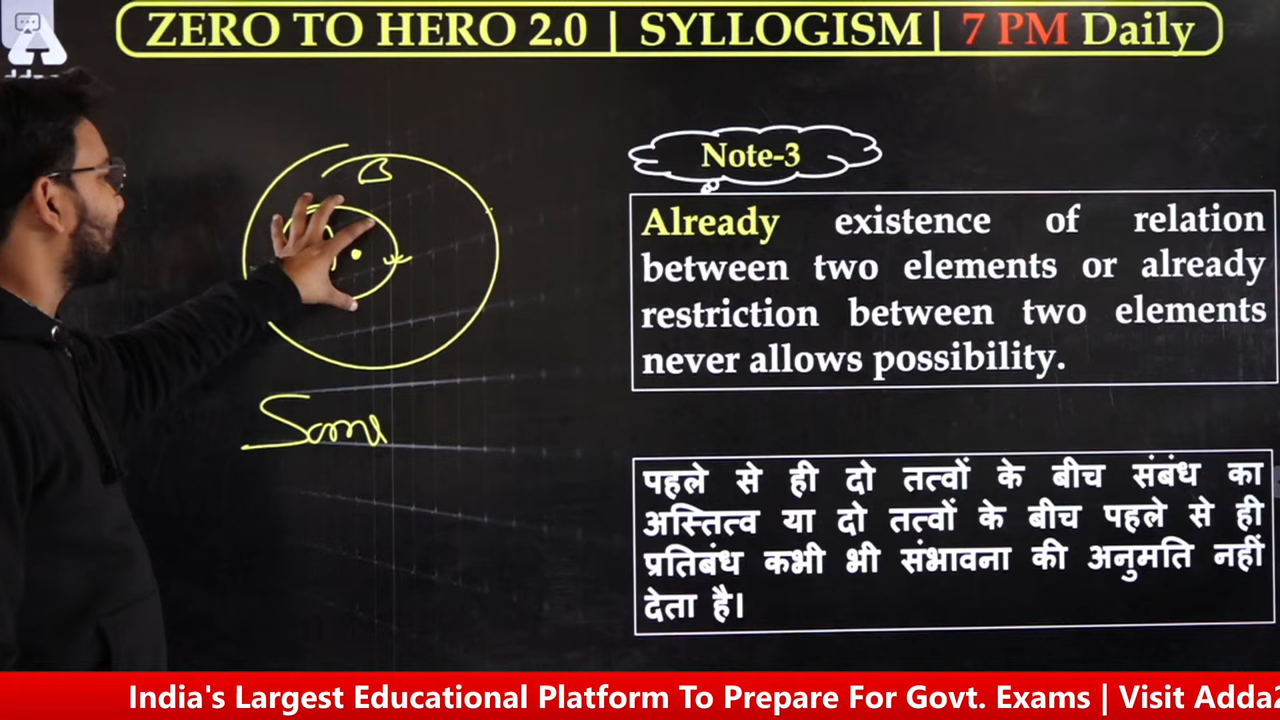 ZERO TO HERO 2.0 | SYLLOGISM| 7 PM Daily
B
Note-3
Already existence of relation
between two elements or already
restriction between two elements
never allows possibility.
Some
पहले से ही दो तत्वों के बीच संबंध का
अस्तित्व या दो तत्वों के बीच पहले से ही
प्रतिबंध कभी भी संभावना की अनुमति नहीं
देता है।
India's Largest Educational Platform To Prepare For Govt. Exams | Visit Adda2